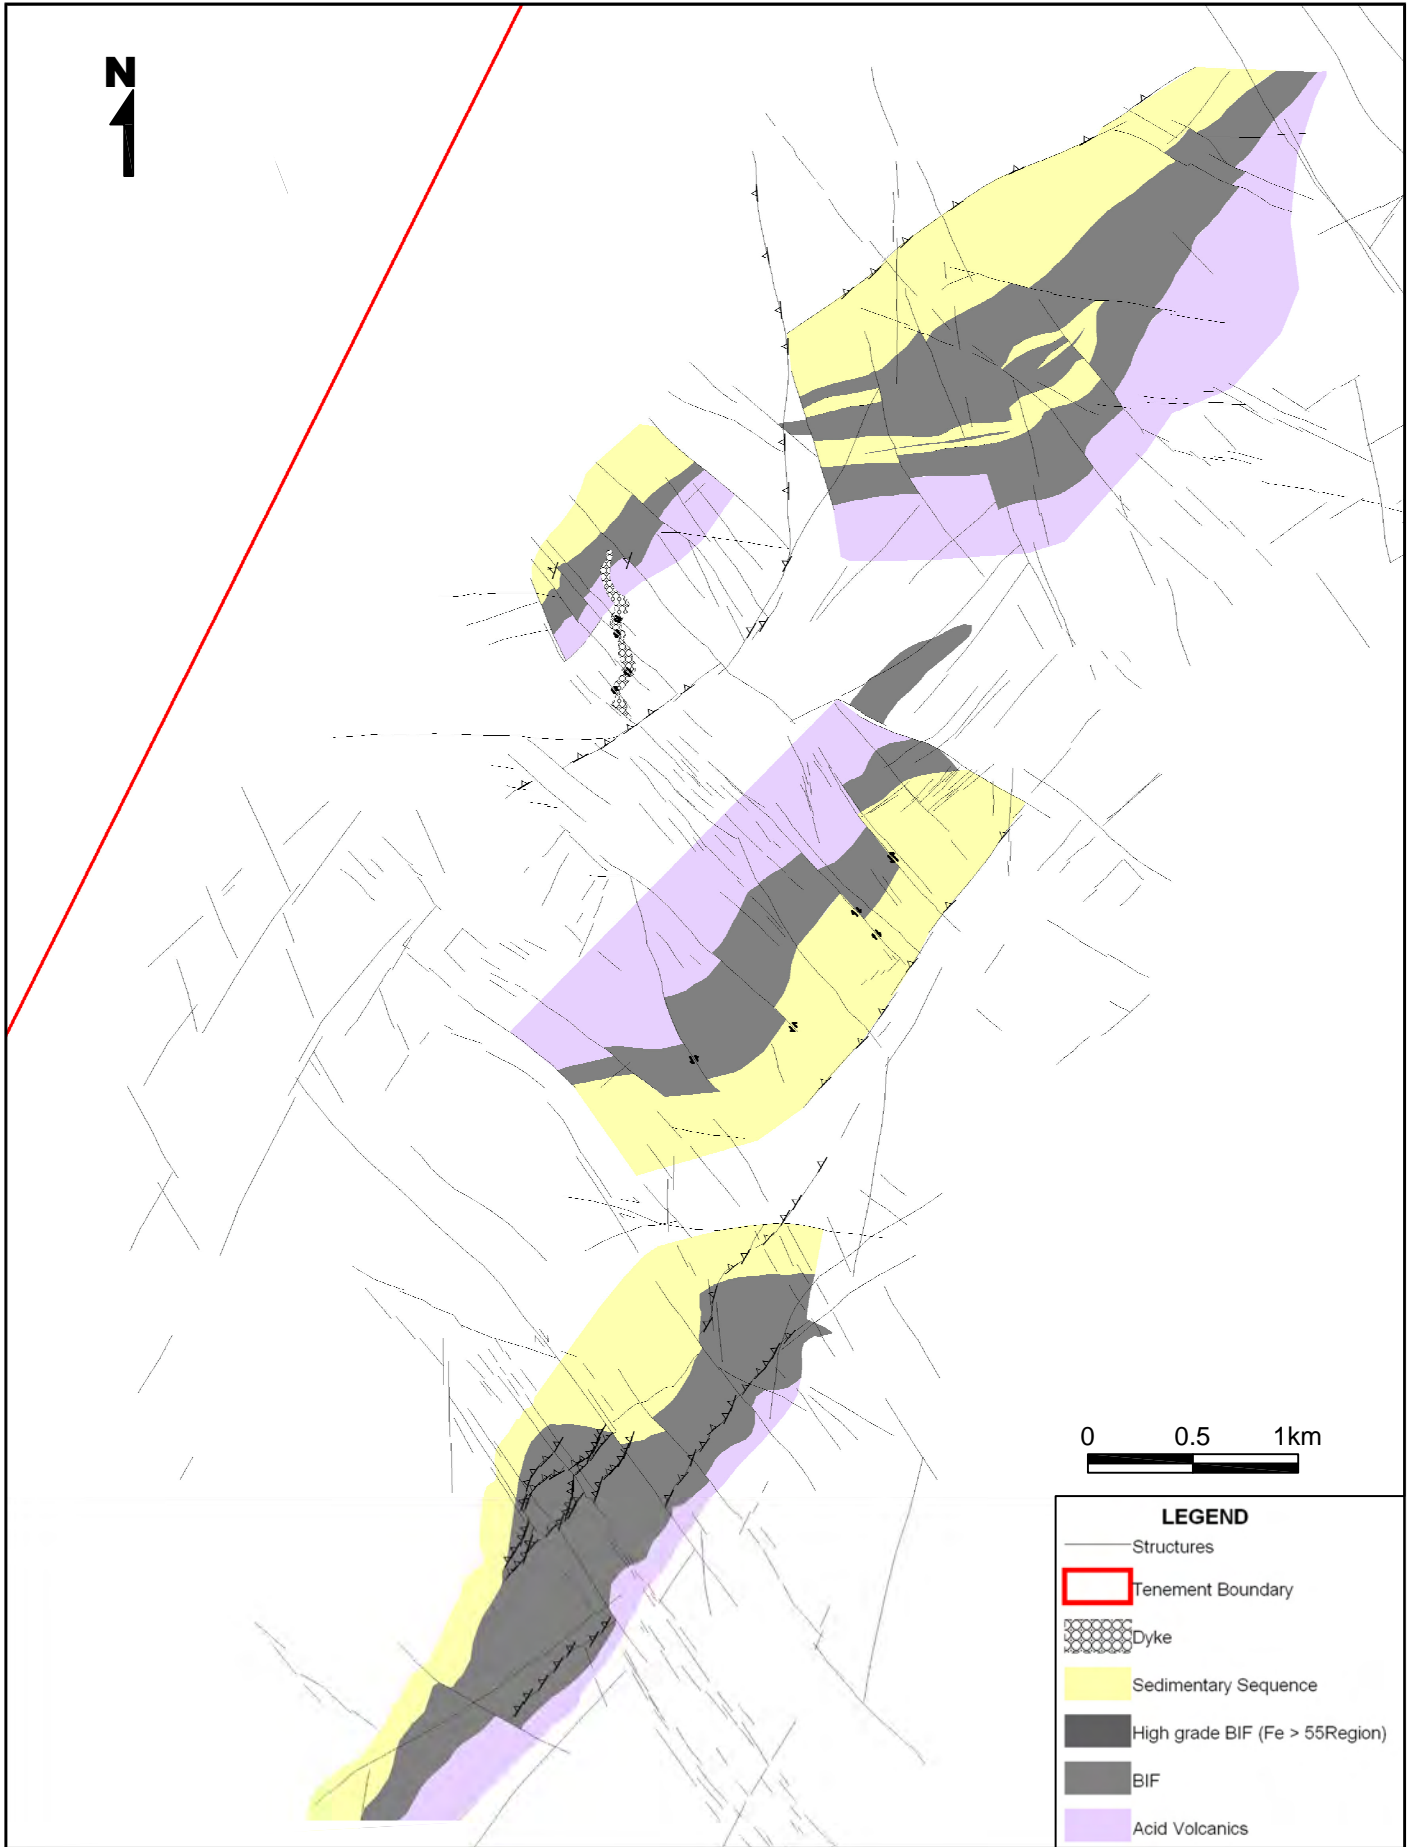 N
0 0.5 1km
LEGEND
Structures
Tenement Boundary
Dyke
Sedimentary Sequence
High grade BIF (Fe > 55Region)
BIF
Acid Volcanics